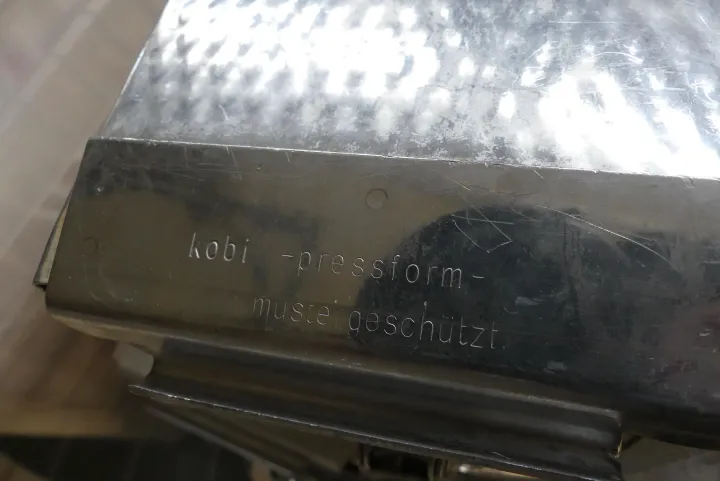 kobi -pressform-
muster geschützt.